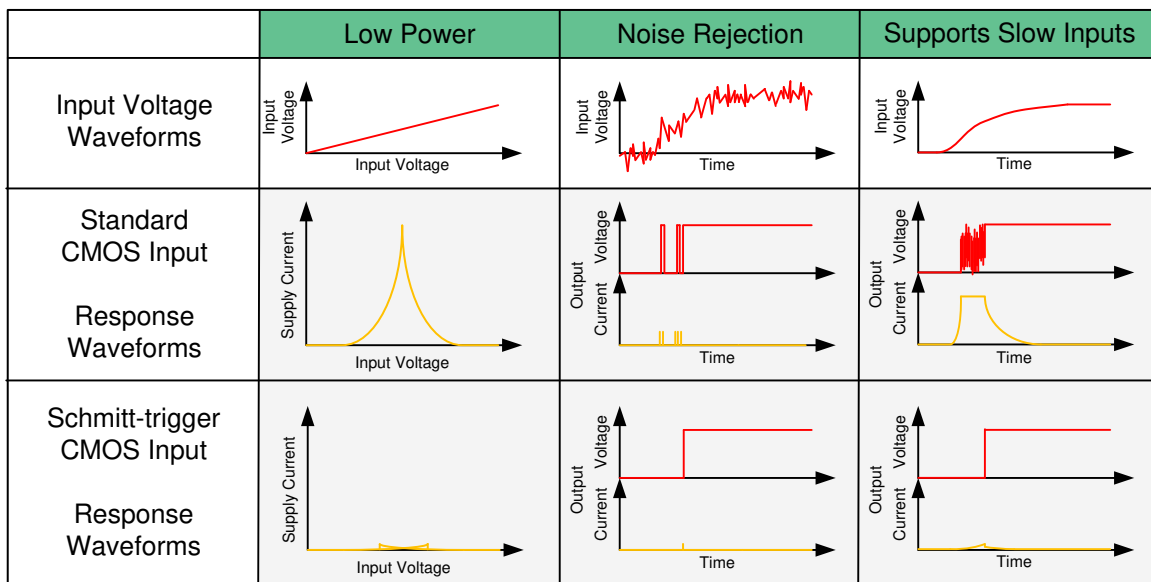 Low Power
Noise Rejection
Supports Slow Inputs
Input Voltage
Waveforms
Input
Voltage
Input Voltage
Input
Voltage
Time
Input
Voltage
Time
Standard
CMOS Input
Response
Waveforms
Supply Current
Input Voltage
Output
Voltage
Current
Time
Output
Voltage
Current
Time
Schmitt-trigger
CMOS Input
Response
Waveforms
Supply Current
Input Voltage
Output
Voltage
Current
Time
Output
Voltage
Current
Time